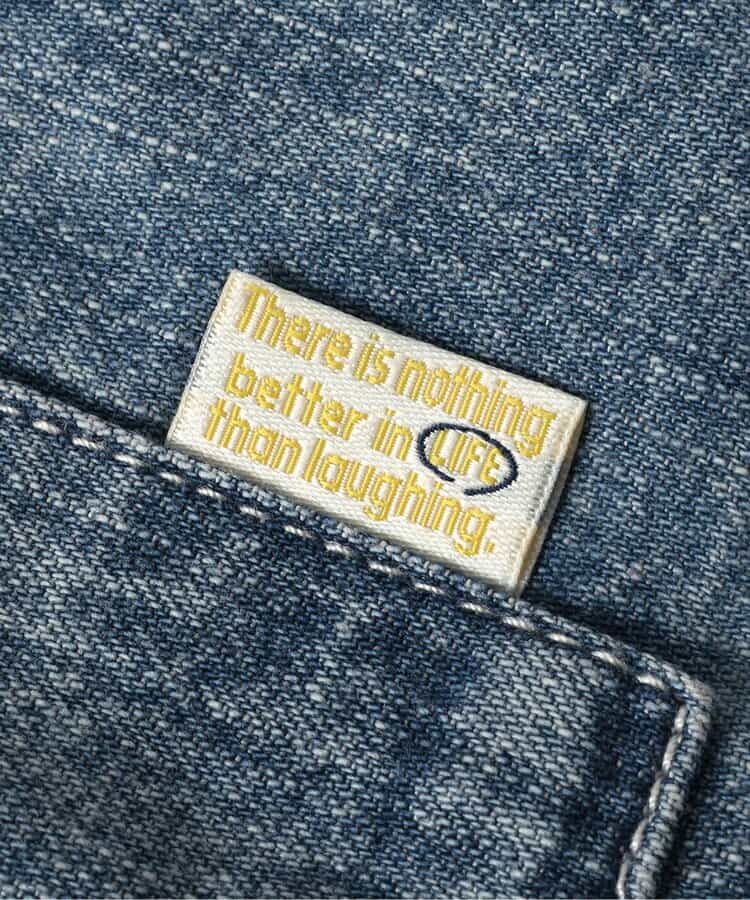 There is nothing
better in LIFE
than laughing.